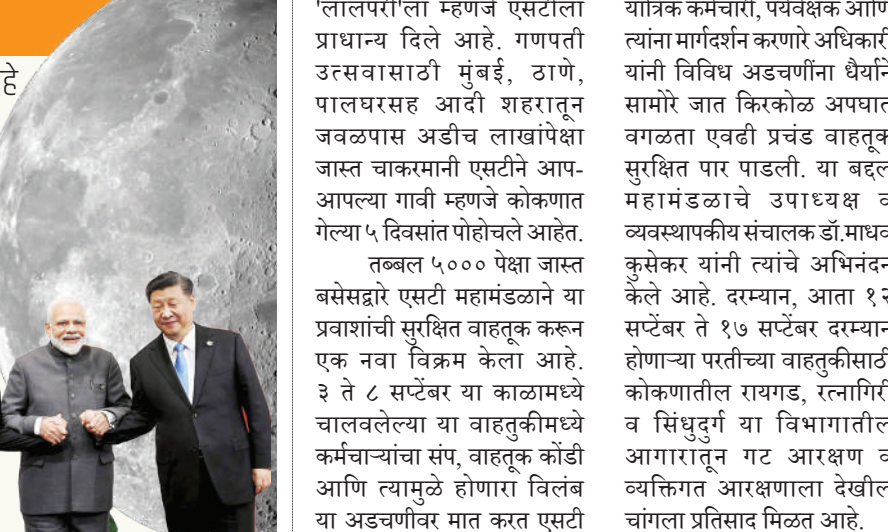 हे
'लालपरी'ला म्हणजे एसटीला
प्राधान्य दिले आहे. गणपती
उत्सवासाठी मुंबई, ठाणे,
पालघरसह आदी शहरातून
जवळपास अडीच लाखांपेक्षा
जास्त चाकरमानी एसटीने आप-
आपल्या गावी म्हणजे कोकणात
गेल्या ५ दिवसांत पोहोचले आहेत.
तब्बल ५००० पेक्षा जास्त
बसेसद्वारे एसटी महामंडळाने या
प्रवाशांची सुरक्षित वाहतूक करून
एक नवा विक्रम केला आहे.
३ ते ८ सप्टेंबर या काळामध्ये
चालवलेल्या या वाहतुकीमध्ये
कर्मचाऱ्यांचा संप, वाहतूक कोंडी
आणि त्यामुळे होणारा विलंब
या अडचणीवर मात करत एसटी
यांत्रिक कर्मचारी, पर्यवेक्षक आणि
त्यांना मार्गदर्शन करणारे अधिकारी
यांनी विविध अडचणींना धैर्याने
सामोरे जात किरकोळ अपघात
वगळता एवढी प्रचंड वाहतूक
सुरक्षित पार पाडली. या बद्दल
महामंडळाचे उपाध्यक्ष व
व्यवस्थापकीय संचालक डॉ.माधव
कुसेकर यांनी त्यांचे अभिनंदन
केले आहे. दरम्यान, आता १२
सप्टेंबर ते १७ सप्टेंबर दरम्यान
होणाऱ्या परतीच्या वाहतुकीसाठी
कोकणातील रायगड, रत्नागिरी
व सिंधुदुर्ग या विभागातील
आगारातून गट आरक्षण व
व्यक्तिगत आरक्षणाला देखील
चांगला प्रतिसाद मिळत आहे.